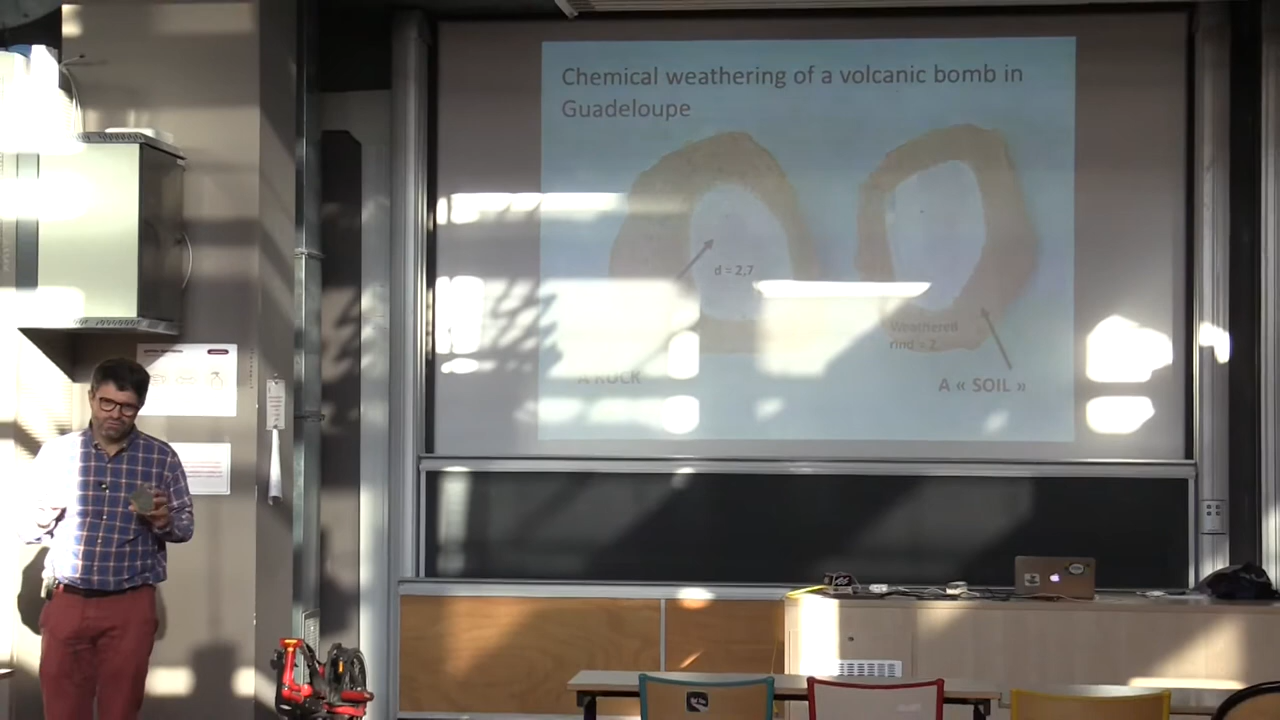 Chemical weathering of a volcanic bomb in
Guadeloupe
d = 2,7
Weathered
rind = 2
A ROCK
A « SOIL »